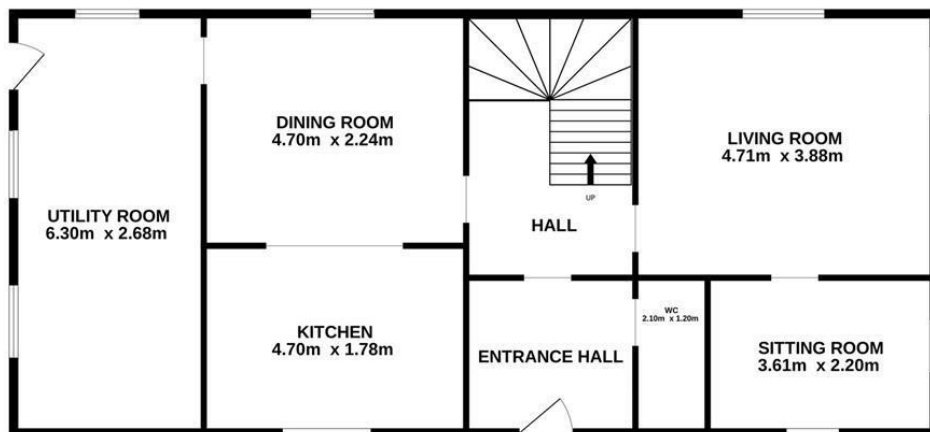 DINING ROOM
4.70m x 2.24m
LIVING ROOM
4.71m x 3.88m
UP
UTILITY ROOM
6.30m x 2.68m
HALL
WC
2.10m x 1.20m
KITCHEN
4.70m x 1.78m
ENTRANCE HALL
SITTING ROOM
3.61m x 2.20m